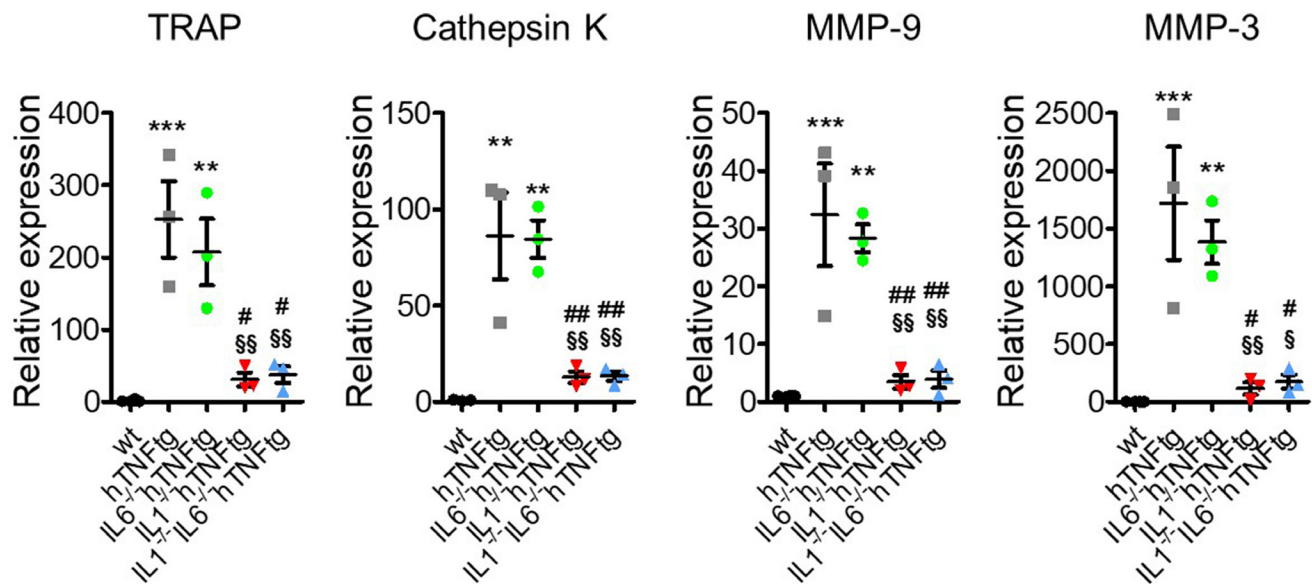 TRAP
Relative expression
400
300
200
100
0
***
**
#
§§
#
§§
wt
hTNFtg
IL6-/-hTNFtg
IL1-/-hTNFtg
IL1-/-IL6-/-hTNFtg
Cathepsin K
Relative expression
150
100
50
0
**
**
##
§§
##
§§
wt
hTNFtg
IL6-/-hTNFtg
IL1-/-hTNFtg
IL1-/-IL6-/-hTNFtg
MMP-9
Relative expression
50
40
30
20
10
0
***
**
##
§§
##
§§
wt
hTNFtg
IL6-/-hTNFtg
IL1-/-hTNFtg
IL1-/-IL6-/-hTNFtg
MMP-3
Relative expression
2500
2000
1500
1000
500
0
***
**
#
§§
#
§
wt
hTNFtg
IL6-/-hTNFtg
IL1-/-hTNFtg
IL1-/-IL6-/-hTNFtg